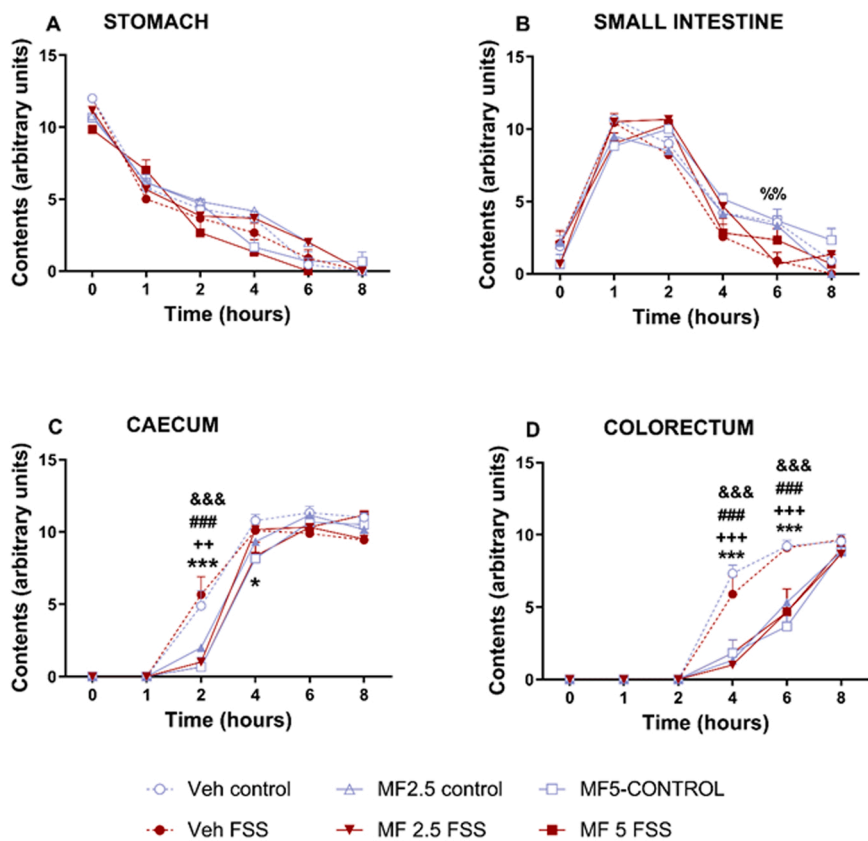 A STOMACH
Contents (arbitrary units)
15
10
5
0
0 1 2 4 6 8
Time (hours)
B SMALL INTESTINE
Contents (arbitrary units)
15
10
5
0
%%
0 1 2 4 6 8
Time (hours)
C CAECUM
Contents (arbitrary units)
15
10
5
0
&&&
###
++
***
*
0 1 2 4 6 8
Time (hours)
D COLORECTUM
Contents (arbitrary units)
15
10
5
0
&&&
###
+++
***
&&&
###
+++
***
0 1 2 4 6 8
Time (hours)
Veh control MF2.5 control MF5-CONTROL
Veh FSS MF 2.5 FSS MF 5 FSS